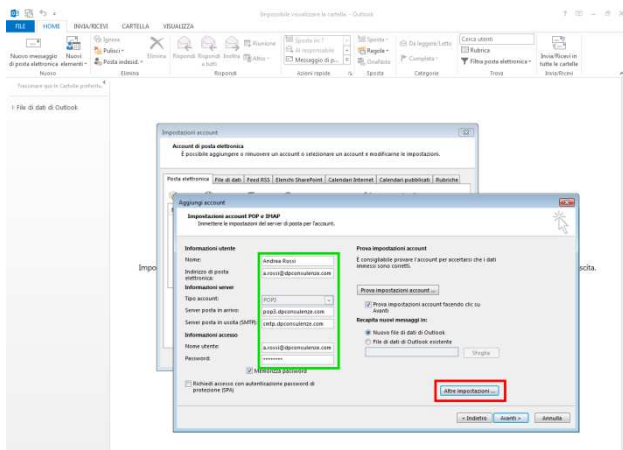 Impossibile visualizzare la cartella - Outlook
FILE HOME INVIA/RICEVI CARTELLA VISUALIZZA
Nuovo messaggio di posta elettronica
Nuovi elementi
Ignora
Pulisci
Posta indesid.
Elimina
Rispondi
Rispondi a tutti
Inoltra
Riunione
Altro
Sposta in: ?
Al responsabile
Messaggio di p...
Sposta
Regole
OneNote
Da leggere/Letto
Completa
Cerca utenti
Rubrica
Filtra posta elettronica
Invia/Ricevi in tutte le cartelle
Nuovo Elimina Rispondi Azioni rapide Sposta Categorie Trova Invia/Ricevi
Trascinare qui le Cartelle preferite
File di dati di Outlook
Impo
scita.
Impostazioni account
Account di posta elettronica
È possibile aggiungere o rimuovere un account o selezionare un account e modificarne le impostazioni.
Posta elettronica File di dati Feed RSS Elenchi SharePoint Calendari Internet Calendari pubblicati Rubriche
Aggiungi account
Impostazioni account POP e IMAP
Immettere le impostazioni del server di posta per l'account.
Informazioni utente
Nome: Andrea Rossi
Indirizzo di posta elettronica: a.rossi@dpconsulenze.com
Informazioni server
Tipo account: POP3
Server posta in arrivo: pop3.dpconsulenze.com
Server posta in uscita (SMTP): smtp.dpconsulenze.com
Informazioni accesso
Nome utente: a.rossi@dpconsulenze.com
Password: ********
Memorizza password
Richiedi accesso con autenticazione password di protezione (SPA)
Prova impostazioni account
È consigliabile provare l'account per accertarsi che i dati immessi siano corretti.
Prova impostazioni account ...
Prova impostazioni account facendo clic su Avanti
Recapita nuovi messaggi in:
Nuovo file di dati di Outlook
File di dati di Outlook esistente
Sfoglia
Altre impostazioni ...
< Indietro Avanti > Annulla